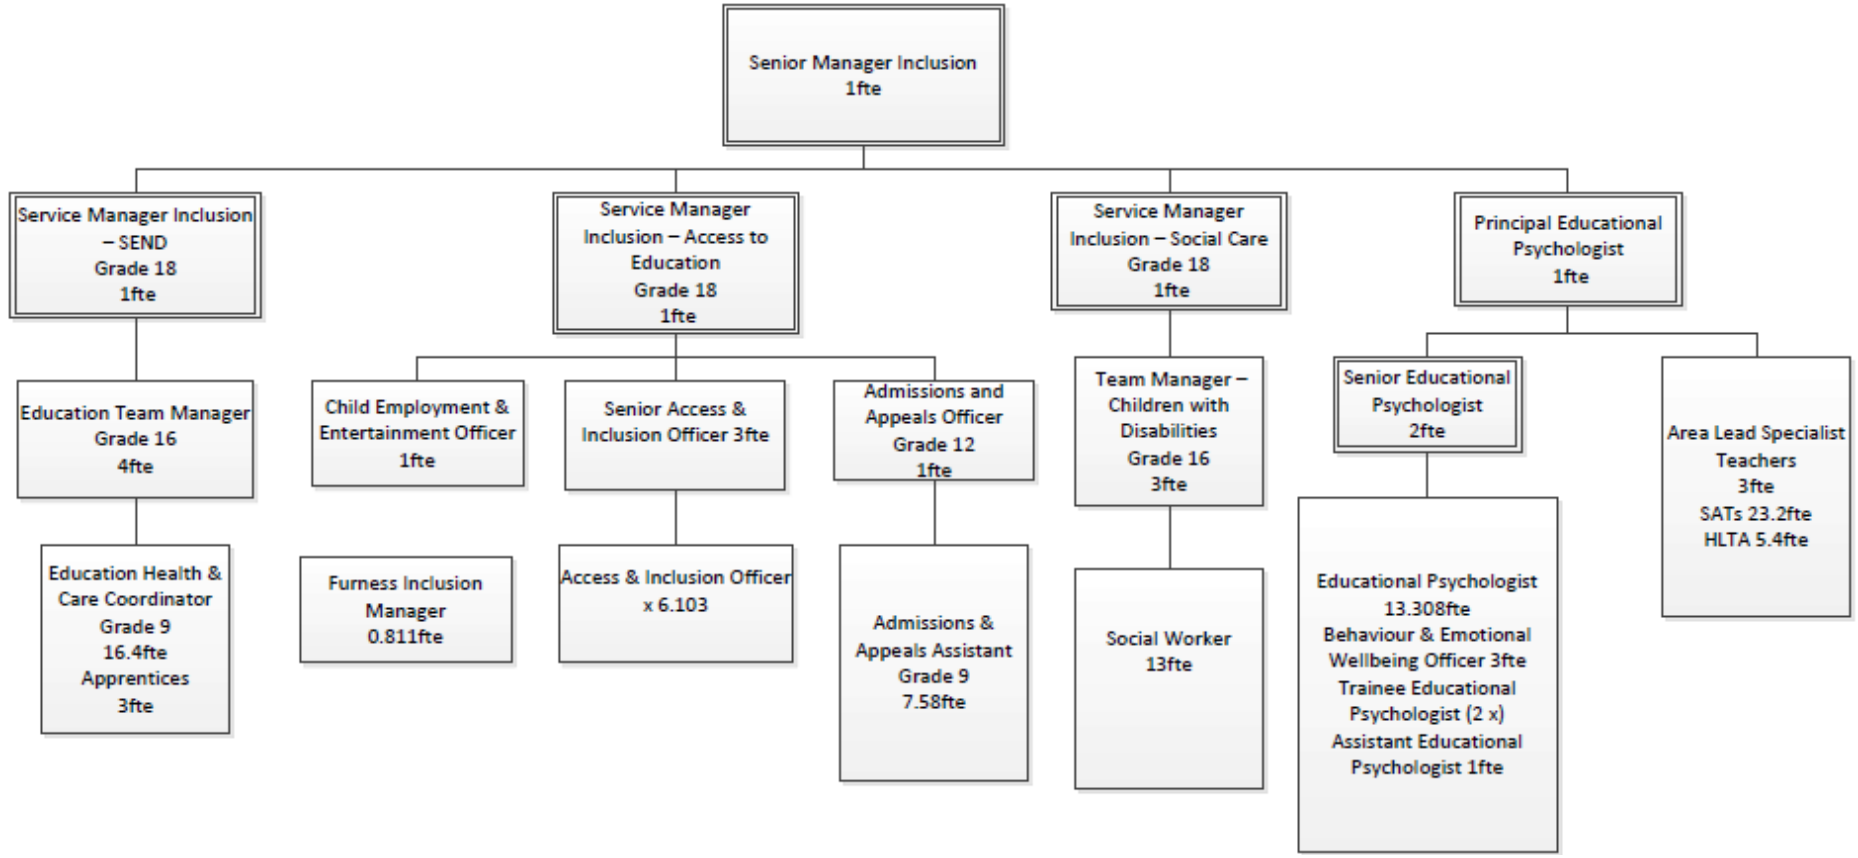 Senior Manager Inclusion
1fte
Service Manager Inclusion
– SEND
Grade 18
1fte
Service Manager
Inclusion – Access to
Education
Grade 18
1fte
Service Manager
Inclusion – Social Care
Grade 18
1fte
Principal Educational
Psychologist
1fte
Education Team Manager
Grade 16
4fte
Child Employment &
Entertainment Officer
1fte
Senior Access &
Inclusion Officer 3fte
Admissions and
Appeals Officer
Grade 12
1fte
Team Manager –
Children with
Disabilities
Grade 16
3fte
Senior Educational
Psychologist
2fte
Area Lead Specialist
Teachers
3fte
SATs 23.2fte
HLTA 5.4fte
Education Health &
Care Coordinator
Grade 9
16.4fte
Apprentices
3fte
Furness Inclusion
Manager
0.811fte
Access & Inclusion Officer
x 6.103
Admissions &
Appeals Assistant
Grade 9
7.58fte
Social Worker
13fte
Educational Psychologist
13.308fte
Behaviour & Emotional
Wellbeing Officer 3fte
Trainee Educational
Psychologist (2 x)
Assistant Educational
Psychologist 1fte